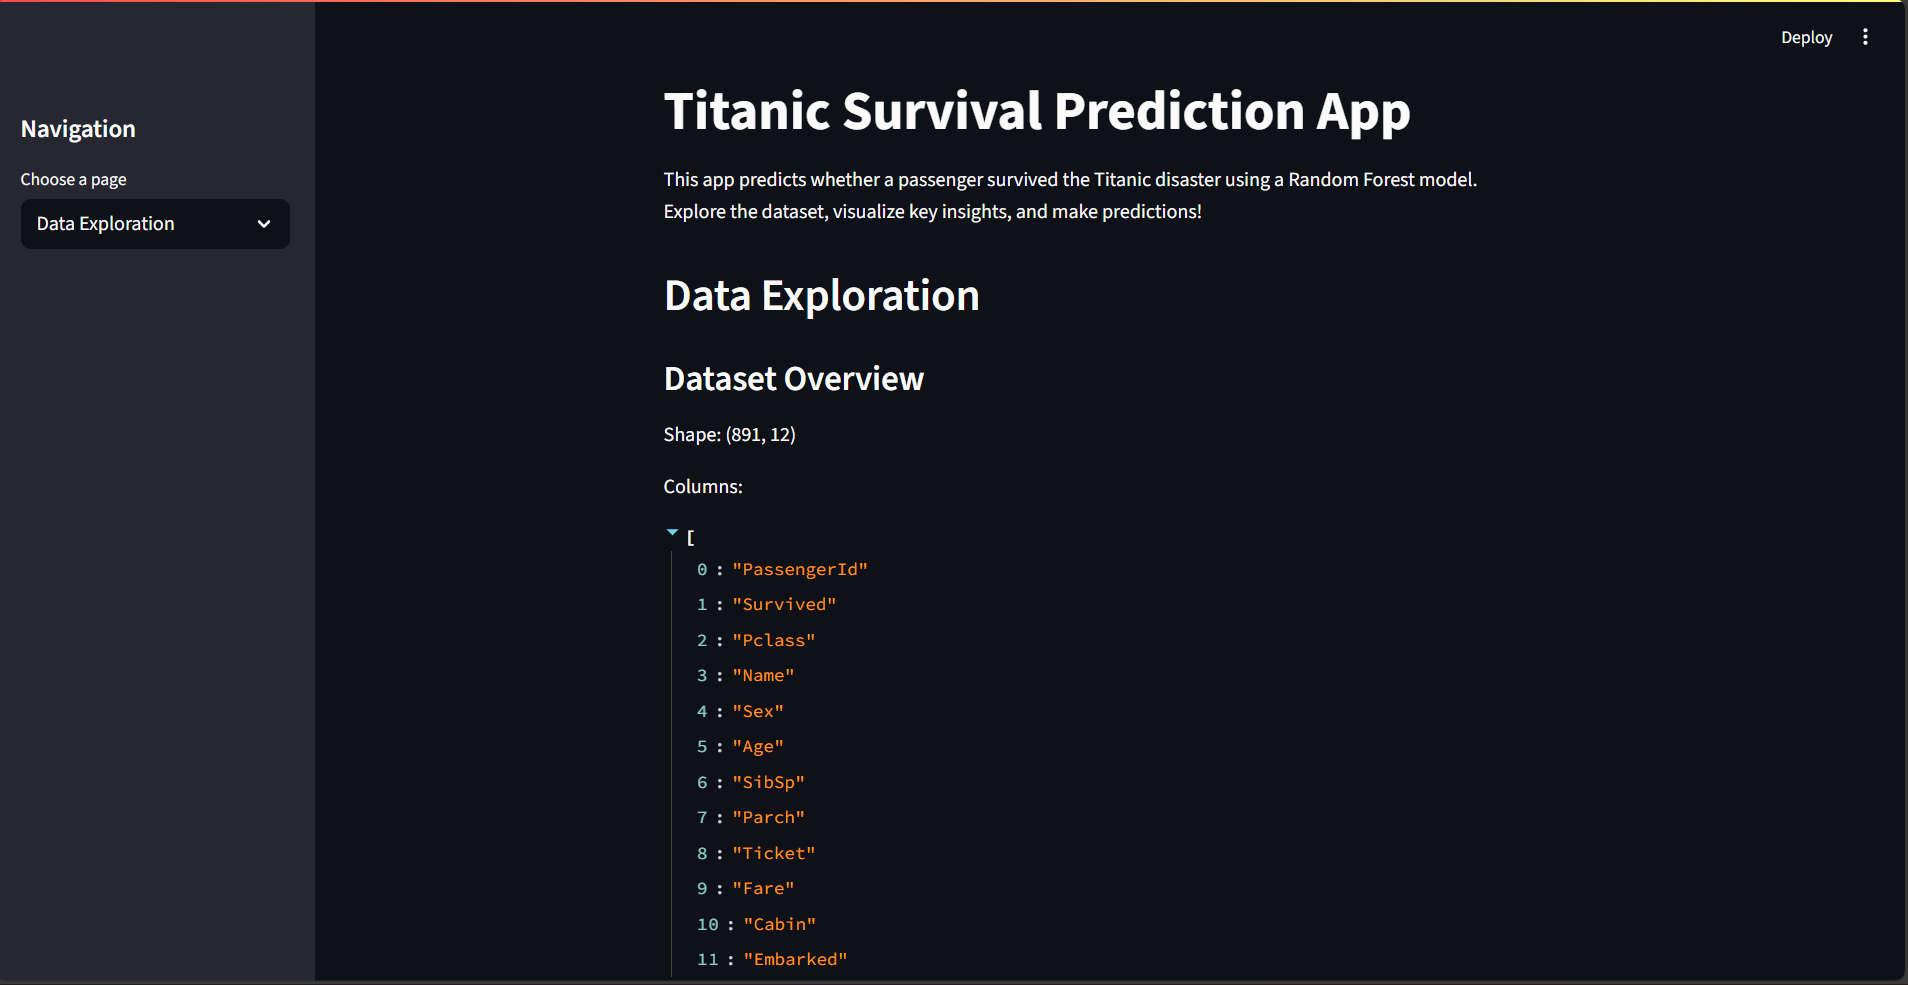 Deploy
Navigation
Choose a page
Data Exploration
Titanic Survival Prediction App
This app predicts whether a passenger survived the Titanic disaster using a Random Forest model.
Explore the dataset, visualize key insights, and make predictions!
Data Exploration
Dataset Overview
Shape: (891, 12)
Columns:
[
0 : "PassengerId"
1 : "Survived"
2 : "Pclass"
3 : "Name"
4 : "Sex"
5 : "Age"
6 : "SibSp"
7 : "Parch"
8 : "Ticket"
9 : "Fare"
10 : "Cabin"
11 : "Embarked"